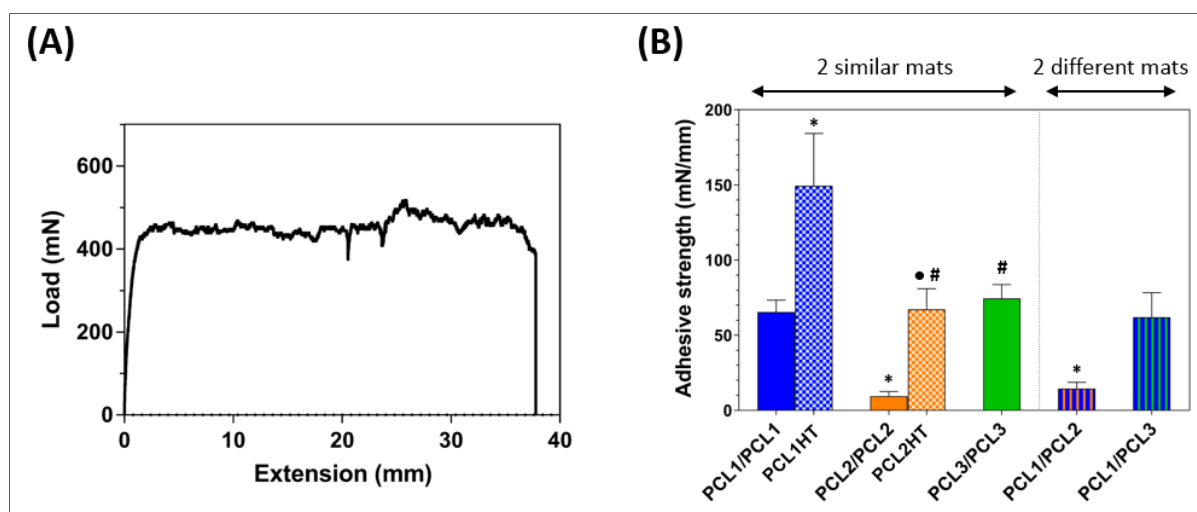 (A)
Load (mN)
600
400
200
0
0 10 20 30 40
Extension (mm)
(B)
2 similar mats
2 different mats
Adhesive strength (mN/mm)
200
150
100
50
0
*
*
● #
#
*
PCL1/PCL1
PCL1HT
PCL2/PCL2
PCL2HT
PCL3/PCL3
PCL1/PCL2
PCL1/PCL3